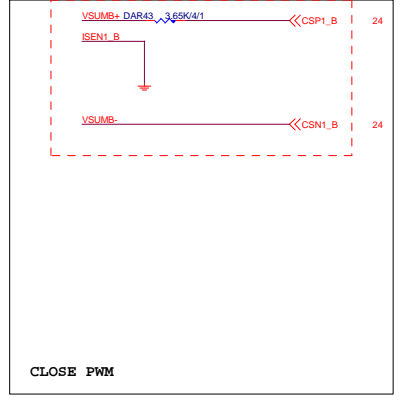 VSUMB+ DAR43 3.65K/4/1 CSP1_B 24
ISEN1_B
VSUMB- CSN1_B 24
CLOSE PWM